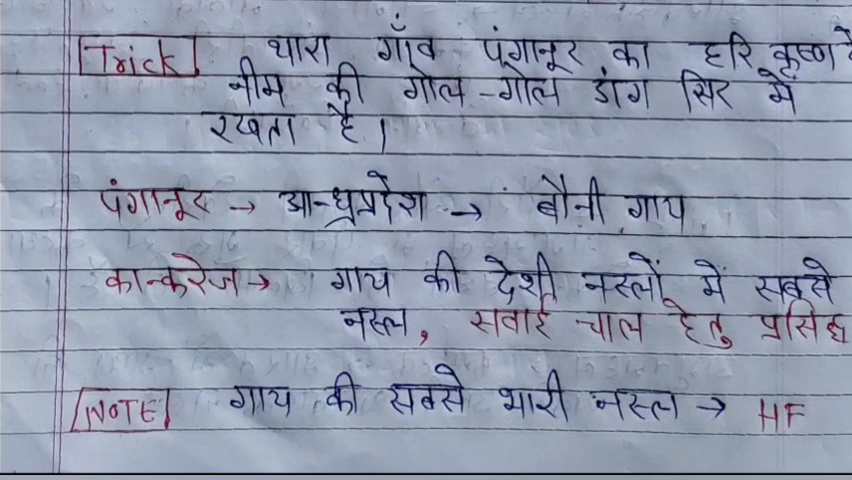 Trick थारा गाँव पंगानूर का हरि कृष्ण ने
नीम की गोल-गोल डांग सिर में
रखता है।
पंगानूर → आन्ध्रप्रदेश → बौनी गाय
कान्करेज → गाय की देशी नस्लों में सबसे
नस्ल, सवाई चाल हेतु प्रसिद्ध
NOTE गाय की सबसे भारी नस्ल → HF